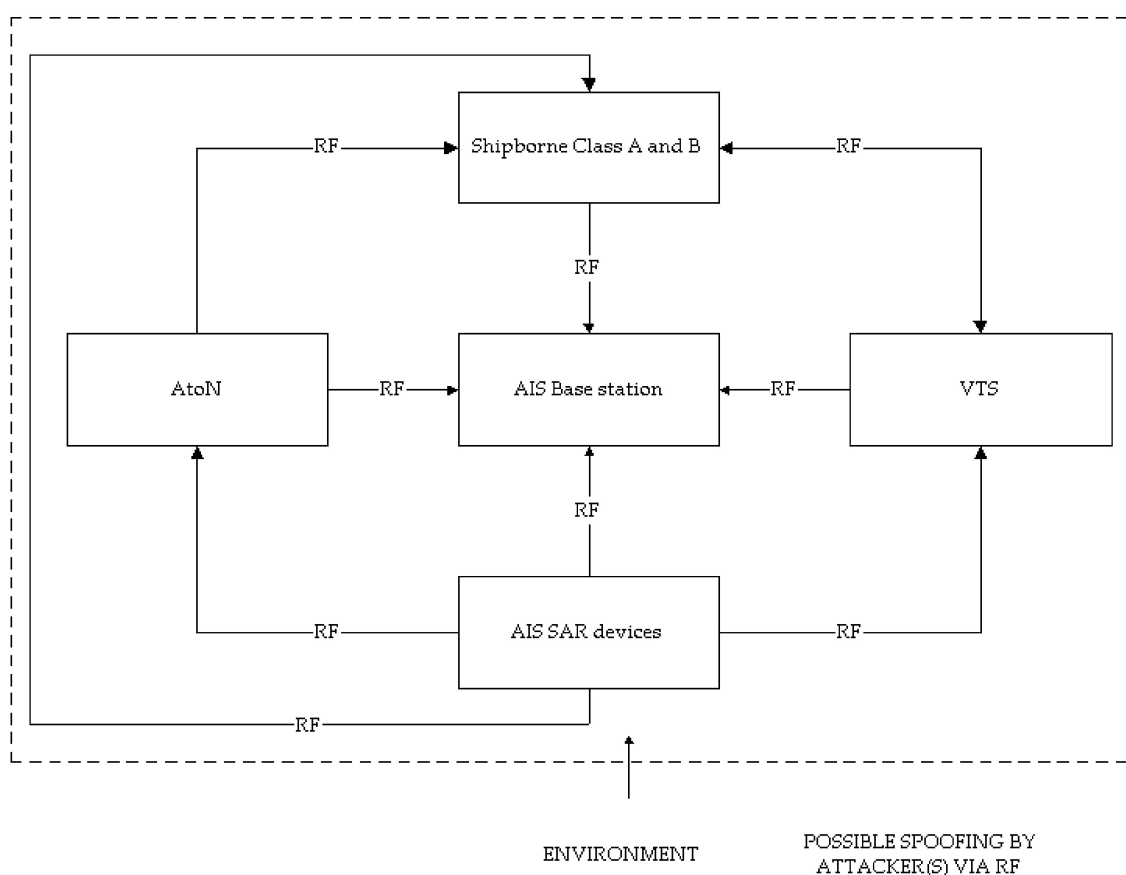 RF
Shipborne Class A and B
RF
RF
AtoN
RF
AIS Base station
RF
VTS
RF
RF
AIS SAR devices
RF
RF
ENVIRONMENT
POSSIBLE SPOOFING BY
ATTACKER(S) VIA RF